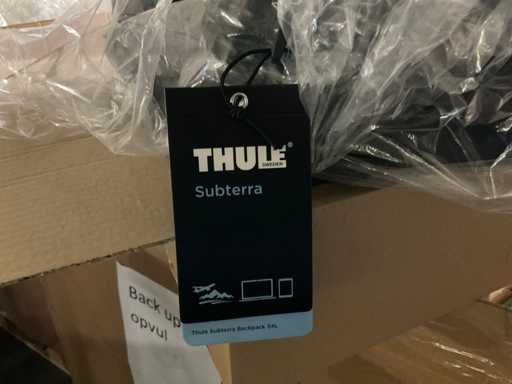 THULE®
SWEDEN
Subterra
Thule Subterra Backpack 34L
Back up
opvul